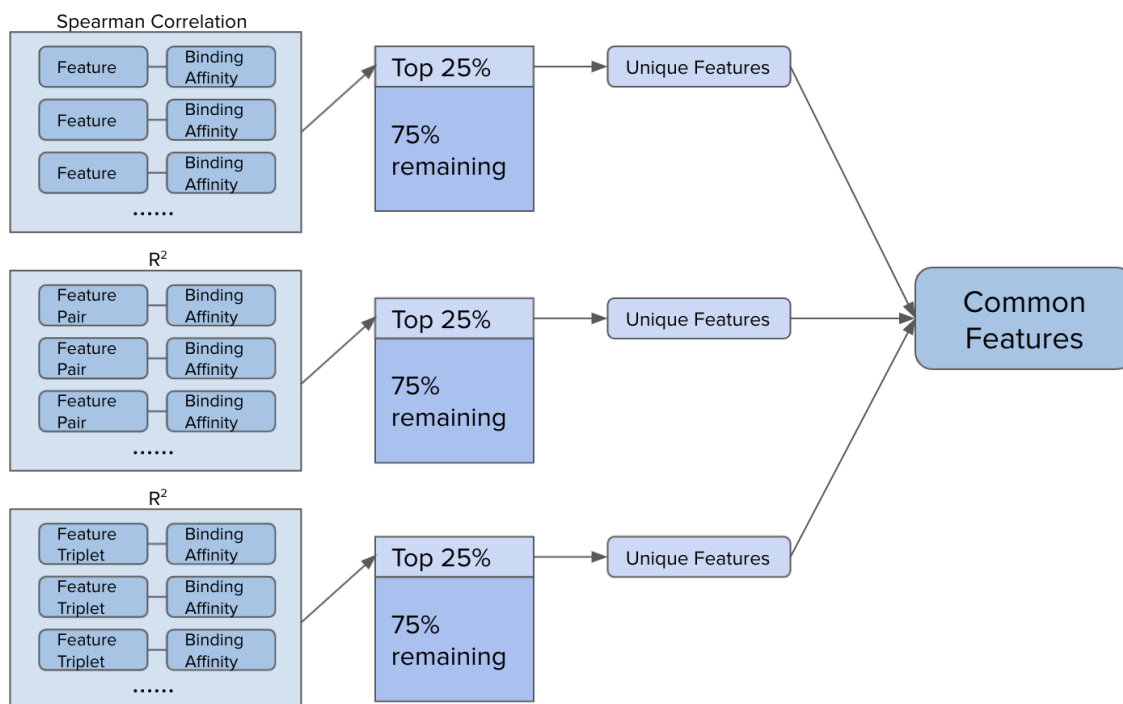 Spearman Correlation
Feature
Binding
Affinity
Feature
Binding
Affinity
Feature
Binding
Affinity
......
Top 25%
75%
remaining
Unique Features
R²
Feature
Pair
Binding
Affinity
Feature
Pair
Binding
Affinity
Feature
Pair
Binding
Affinity
......
Top 25%
75%
remaining
Unique Features
R²
Feature
Triplet
Binding
Affinity
Feature
Triplet
Binding
Affinity
Feature
Triplet
Binding
Affinity
......
Top 25%
75%
remaining
Unique Features
Common
Features